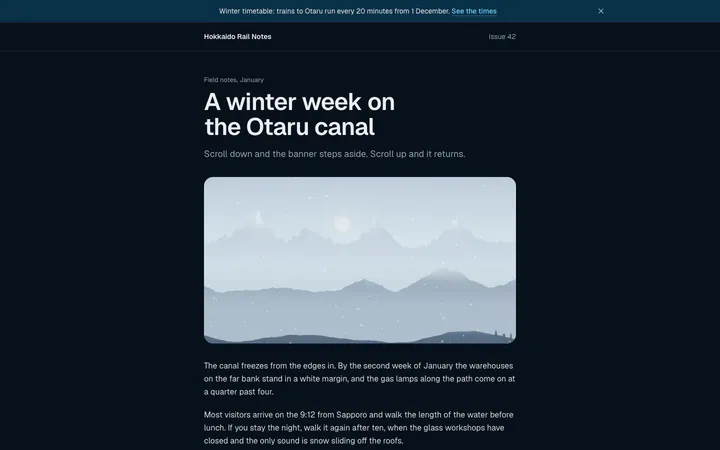 Winter timetable: trains to Otaru run every 20 minutes from 1 December. See the times
Hokkaido Rail Notes
Issue 42
Field notes, January
A winter week on
the Otaru canal
Scroll down and the banner steps aside. Scroll up and it returns.
The canal freezes from the edges in. By the second week of January the warehouses
on the far bank stand in a white margin, and the gas lamps along the path come on at
a quarter past four.
Most visitors arrive on the 9:12 from Sapporo and walk the length of the water before
lunch. If you stay the night, walk it again after ten, when the glass workshops have
closed and the only sound is snow sliding off the roofs.